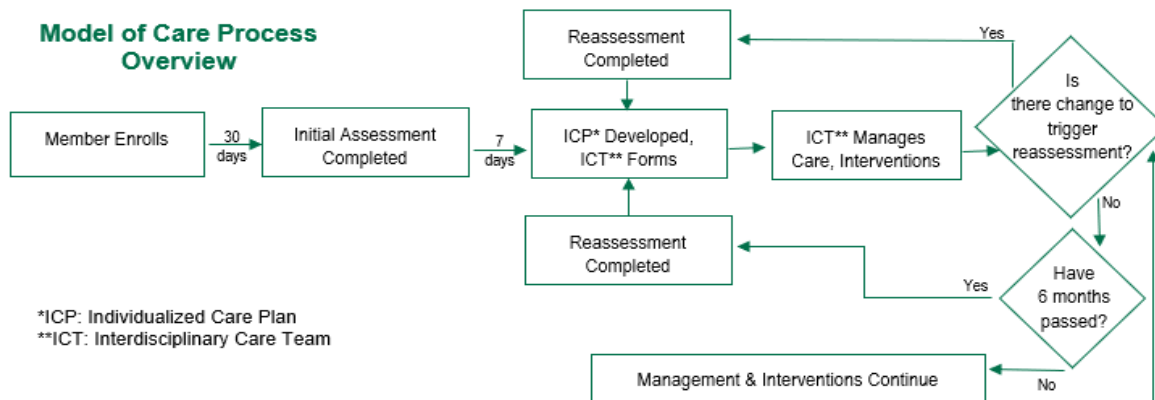 Model of Care Process
Overview
Reassessment
Completed
Yes
Is
there change to
trigger
reassessment?
Member Enrolls
30
days
Initial Assessment
Completed
7
days
ICP* Developed,
ICT** Forms
ICT** Manages
Care, Interventions
No
Reassessment
Completed
Yes
Have
6 months
passed?
*ICP: Individualized Care Plan
**ICT: Interdisciplinary Care Team
Management & Interventions Continue
No